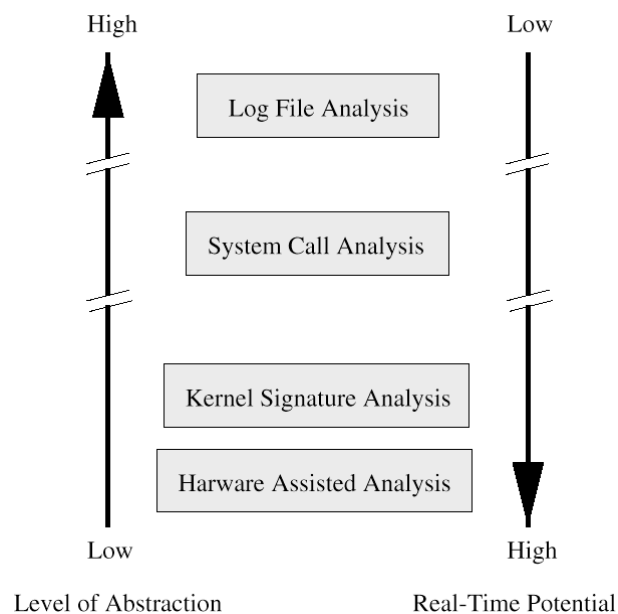 High
Low
Log File Analysis
System Call Analysis
Kernel Signature Analysis
Harware Assisted Analysis
Low
High
Level of Abstraction
Real-Time Potential